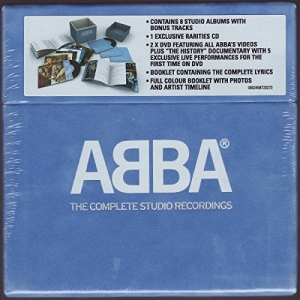 • CONTAINS 8 STUDIO ALBUMS WITH
BONUS TRACKS
• 1 EXCLUSIVE RARITIES CD
• 2 X DVD FEATURING ALL ABBA'S VIDEOS
PLUS "THE HISTORY" DOCUMENTARY WITH 5
EXCLUSIVE LIVE PERFORMANCES FOR THE
FIRST TIME ON DVD
• BOOKLET CONTAINING THE COMPLETE LYRICS
• FULL COLOUR BOOKLET WITH PHOTOS
AND ARTIST TIMELINE
ABBA
THE COMPLETE STUDIO RECORDINGS